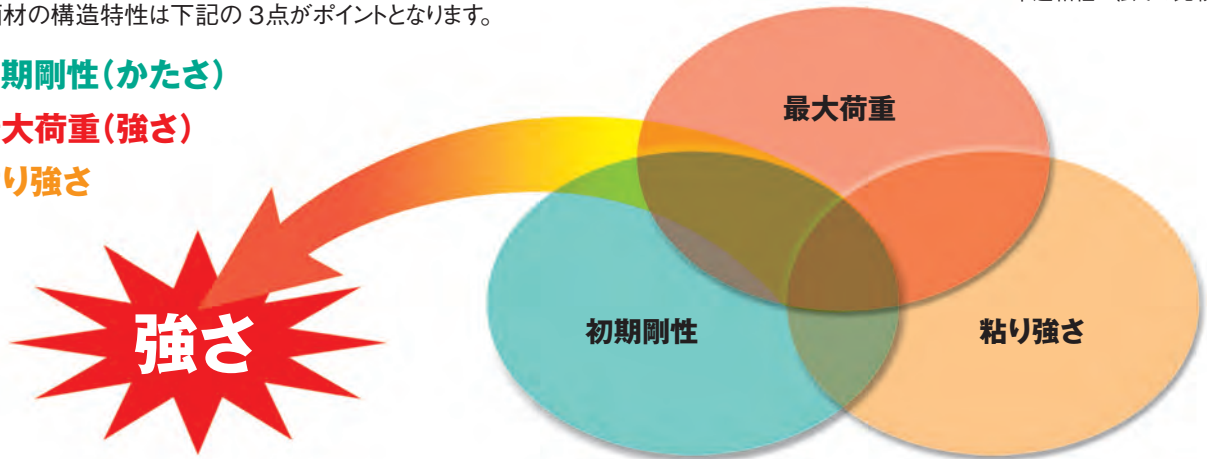 面材の構造特性は下記の3点がポイントとなります。
期剛性(かたさ)
大荷重(強さ)
り強さ
強さ
最大荷重
初期剛性
粘り強さ